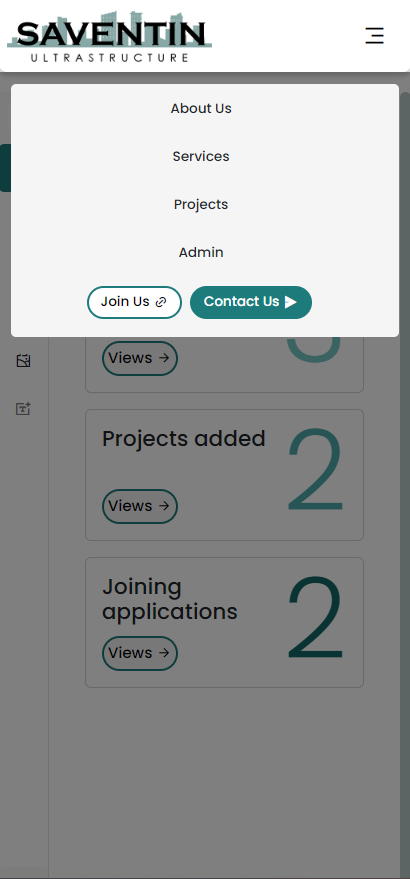 SAVENTIN
ULTRASTRUCTURE
About Us
Services
Projects
Admin
Join Us
Contact Us
Views
Projects added
2
Views
Joining
applications
2
Views